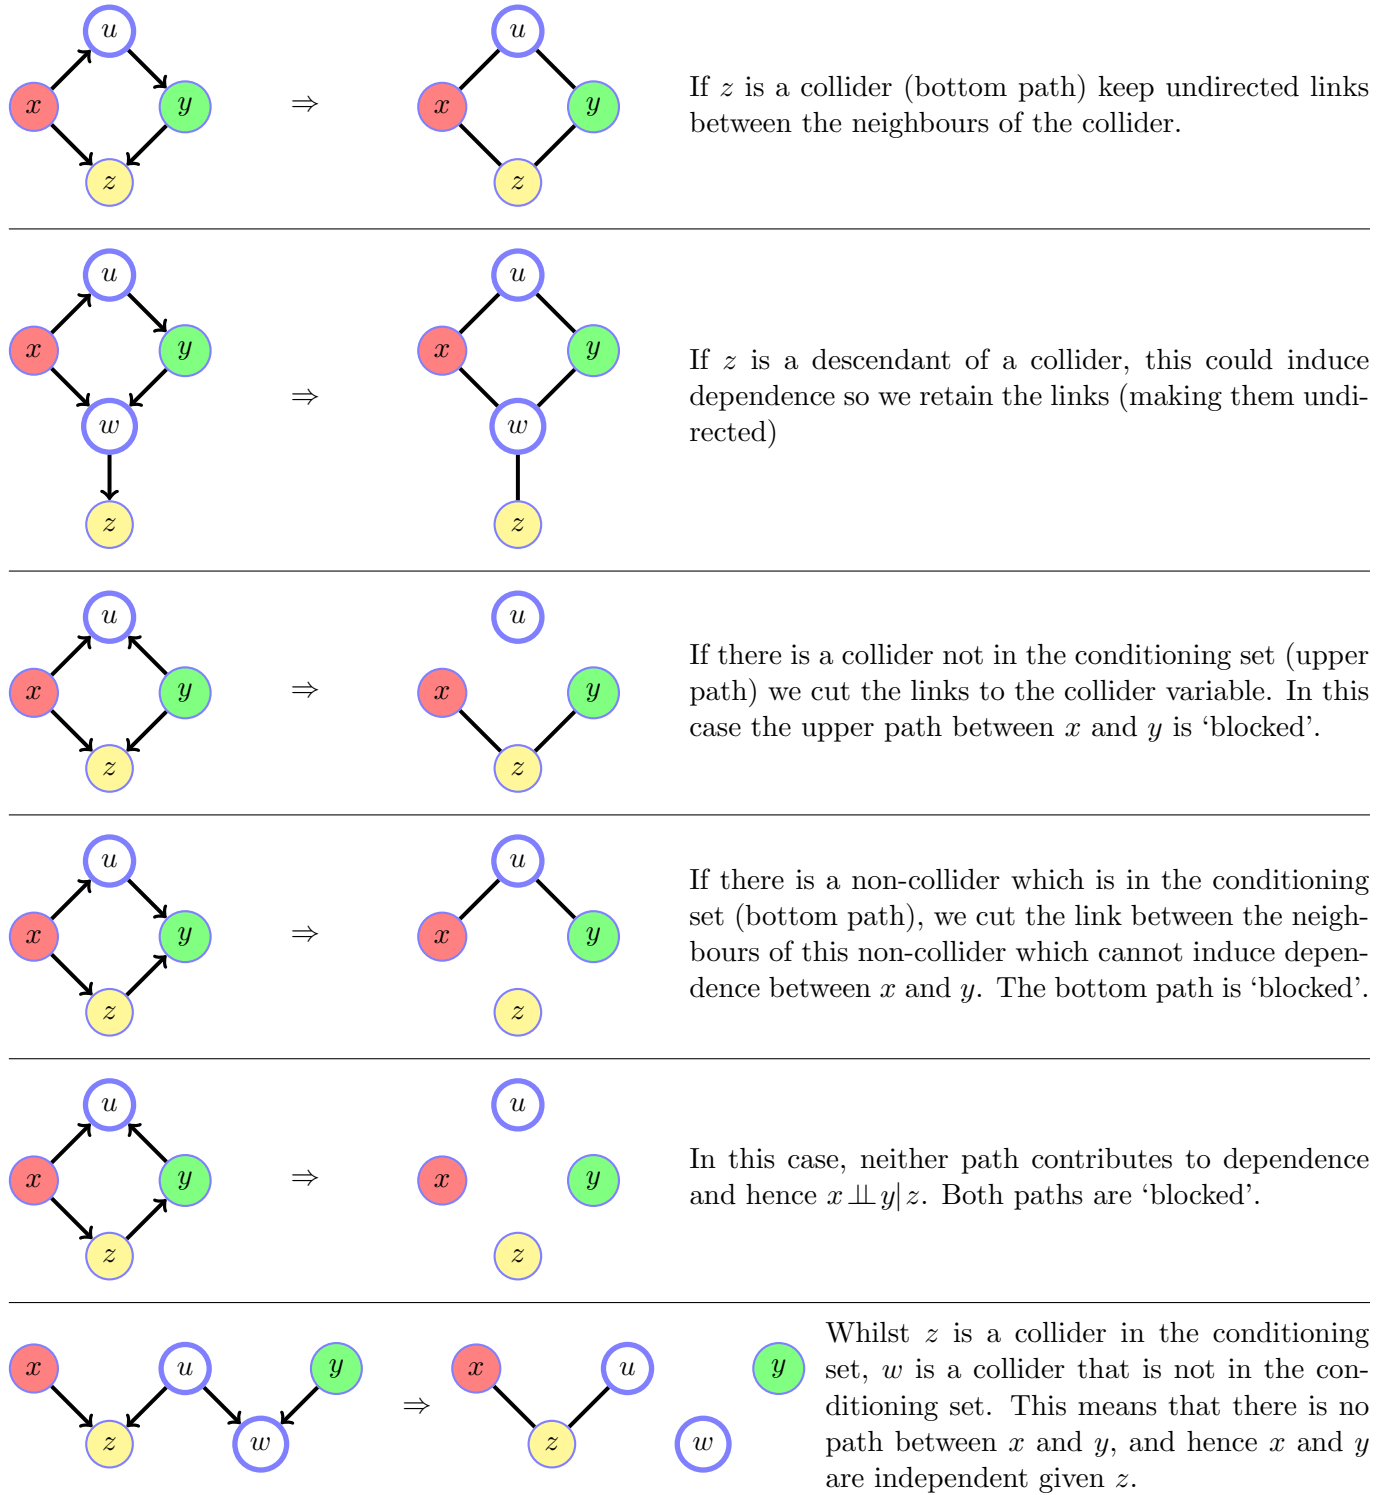 u u
x y ⇒ x y
z z
If z is a collider (bottom path) keep undirected links
between the neighbours of the collider.
u u
x y x y
⇒
w w
z z
If z is a descendant of a collider, this could induce
dependence so we retain the links (making them undi-
rected)
u u
x y ⇒ x y
z z
If there is a collider not in the conditioning set (upper
path) we cut the links to the collider variable. In this
case the upper path between x and y is ‘blocked’.
u u
x y ⇒ x y
z z
If there is a non-collider which is in the conditioning
set (bottom path), we cut the link between the neigh-
bours of this non-collider which cannot induce depen-
dence between x and y. The bottom path is ‘blocked’.
u u
x y ⇒ x y
z z
In this case, neither path contributes to dependence
and hence x ⫫ y| z. Both paths are ‘blocked’.
x u y x u y
⇒
z w z w
Whilst z is a collider in the conditioning
set, w is a collider that is not in the con-
ditioning set. This means that there is no
path between x and y, and hence x and y
are independent given z.